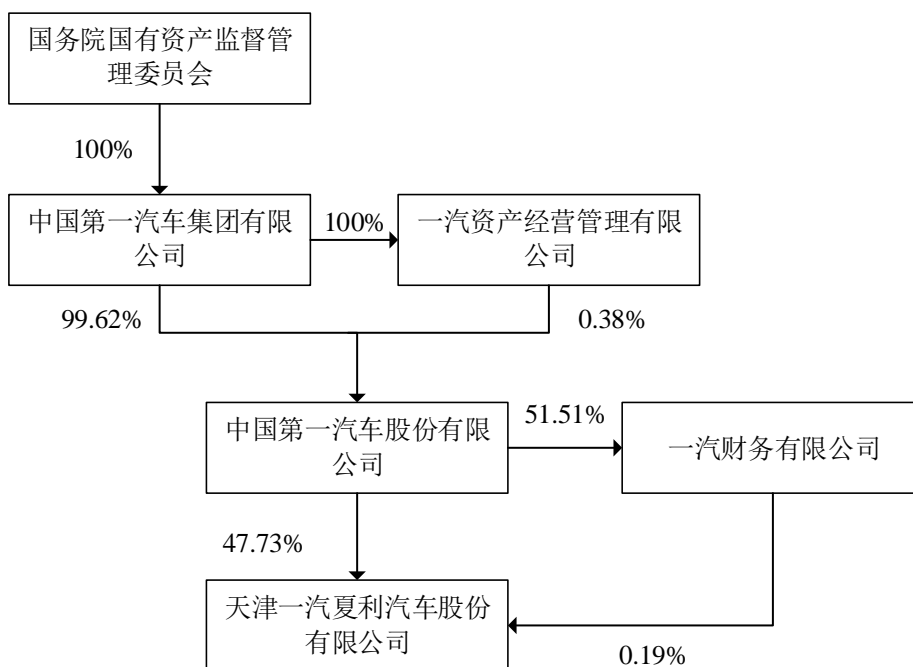 国务院国有资产监督管
理委员会
100%
中国第一汽车集团有限
公司
100%
一汽资产经营管理有限
公司
99.62%
0.38%
中国第一汽车股份有限
公司
51.51%
一汽财务有限公司
47.73%
天津一汽夏利汽车股份
有限公司
0.19%